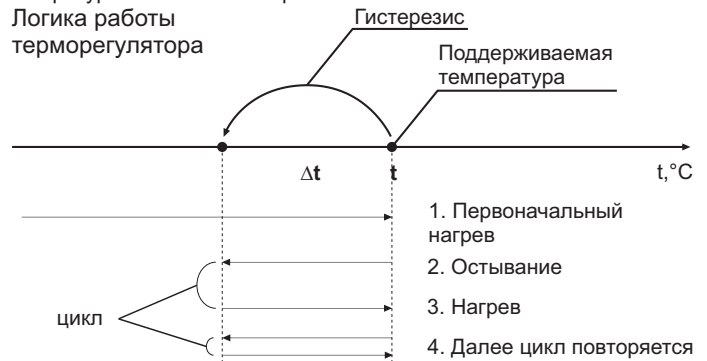 Логика работы
терморегулятора
Гистерезис
Поддерживаемая
температура
Δt
t
t,°C
1. Первоначальный
нагрев
2. Остывание
3. Нагрев
цикл
4. Далее цикл повторяется